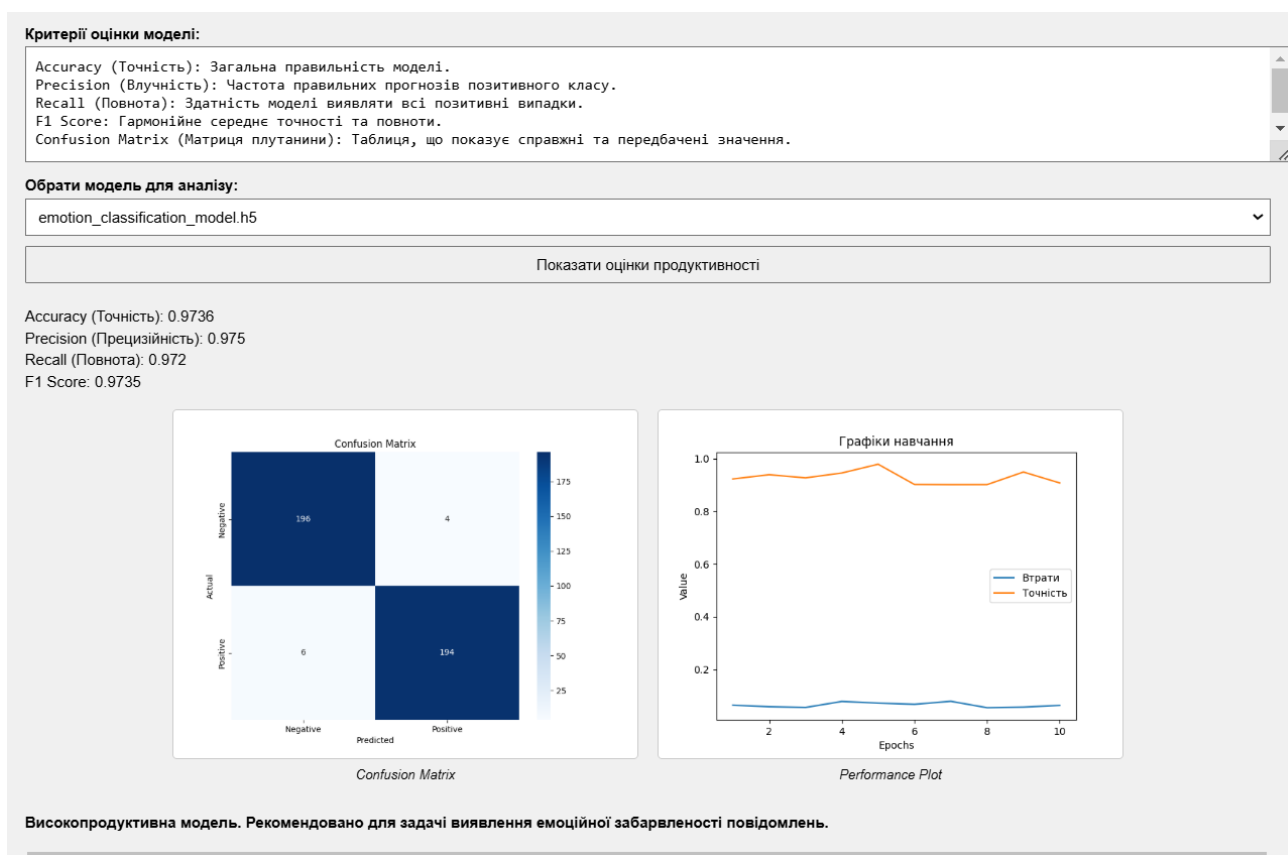 Критерії оцінки моделі:
Accuracy (Точність): Загальна правильність моделі.
Precision (Влучність): Частота правильних прогнозів позитивного класу.
Recall (Повнота): Здатність моделі виявляти всі позитивні випадки.
F1 Score: Гармонійне середнє точності та повноти.
Confusion Matrix (Матриця плутанини): Таблиця, що показує справжні та передбачені значення.
Обрати модель для аналізу:
emotion_classification_model.h5
Показати оцінки продуктивності
Accuracy (Точність): 0.9736
Precision (Прецизійність): 0.975
Recall (Повнота): 0.972
F1 Score: 0.9735
Confusion Matrix
Negative
196
4
Actual
Positive
6
194
Negative
Positive
Predicted
175
150
125
100
75
50
25
Confusion Matrix
Графіки навчання
1.0
0.8
0.6
0.4
0.2
Value
Втрати
Точність
2 4 6 8 10
Epochs
Performance Plot
Високопродуктивна модель. Рекомендовано для задачі виявлення емоційної забарвленості повідомлень.